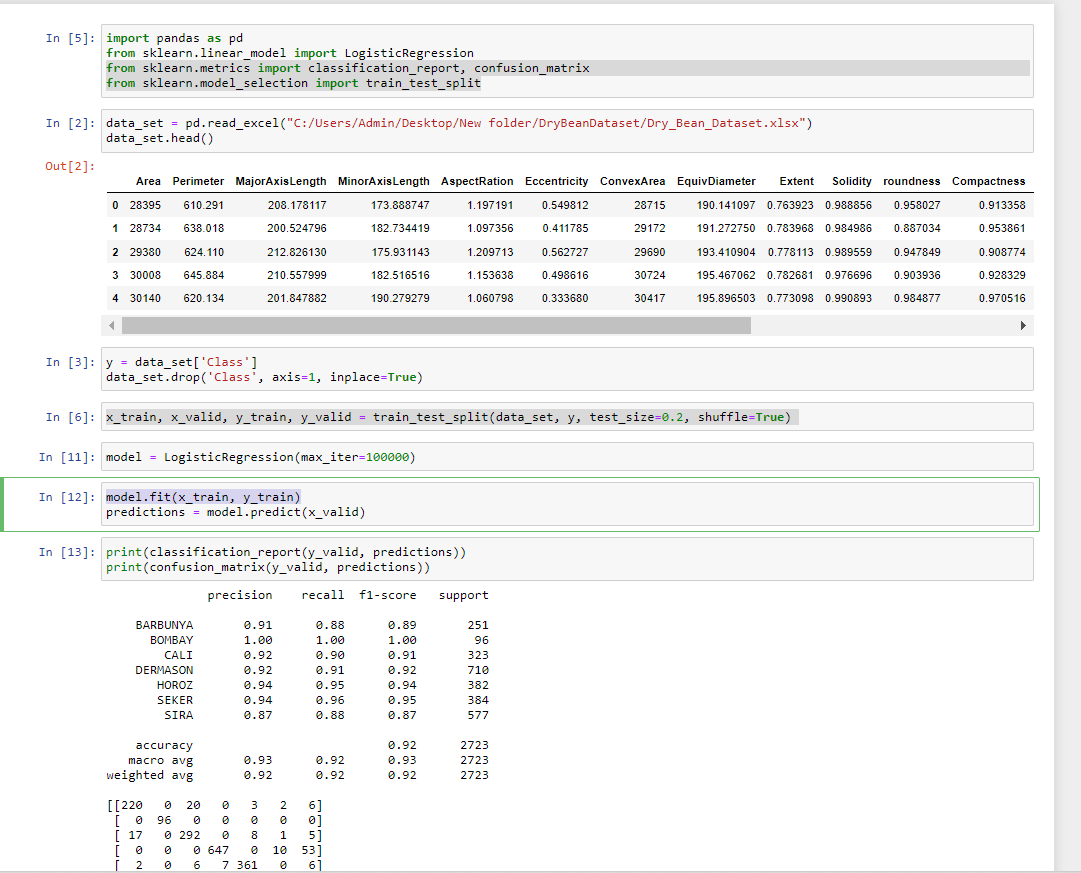 In [5]: import pandas as pd
from sklearn.linear_model import LogisticRegression
from sklearn.metrics import classification_report, confusion_matrix
from sklearn.model_selection import train_test_split
In [2]: data_set = pd.read_excel("C:/Users/Admin/Desktop/New folder/DryBeanDataset/Dry_Bean_Dataset.xlsx")
data_set.head()
Out[2]:
Area Perimeter MajorAxisLength MinorAxisLength AspectRation Eccentricity ConvexArea EquivDiameter Extent Solidity roundness Compactness
0 28395 610.291 208.178117 173.888747 1.197191 0.549812 28715 190.141097 0.763923 0.988856 0.958027 0.913358
1 28734 638.018 200.524796 182.734419 1.097356 0.411785 29172 191.272750 0.783968 0.984986 0.887034 0.953861
2 29380 624.110 212.826130 175.931143 1.209713 0.562727 29690 193.410904 0.778113 0.989559 0.947849 0.908774
3 30008 645.884 210.557999 182.516516 1.153638 0.498616 30724 195.467062 0.782681 0.976696 0.903936 0.928329
4 30140 620.134 201.847882 190.279279 1.060798 0.333680 30417 195.896503 0.773098 0.990893 0.984877 0.970516
In [3]: y = data_set['Class']
data_set.drop('Class', axis=1, inplace=True)
In [6]: x_train, x_valid, y_train, y_valid = train_test_split(data_set, y, test_size=0.2, shuffle=True)
In [11]: model = LogisticRegression(max_iter=100000)
In [12]: model.fit(x_train, y_train)
predictions = model.predict(x_valid)
In [13]: print(classification_report(y_valid, predictions))
print(confusion_matrix(y_valid, predictions))
precision recall f1-score support
BARBUNYA 0.91 0.88 0.89 251
BOMBAY 1.00 1.00 1.00 96
CALI 0.92 0.90 0.91 323
DERMASON 0.92 0.91 0.92 710
HOROZ 0.94 0.95 0.94 382
SEKER 0.94 0.96 0.95 384
SIRA 0.87 0.88 0.87 577
accuracy 0.92 2723
macro avg 0.93 0.92 0.93 2723
weighted avg 0.92 0.92 0.92 2723
[[220 0 20 0 3 2 6]
[ 0 96 0 0 0 0 0]
[ 17 0 292 0 8 1 5]
[ 0 0 0 647 0 10 53]
[ 2 0 6 7 361 0 6]